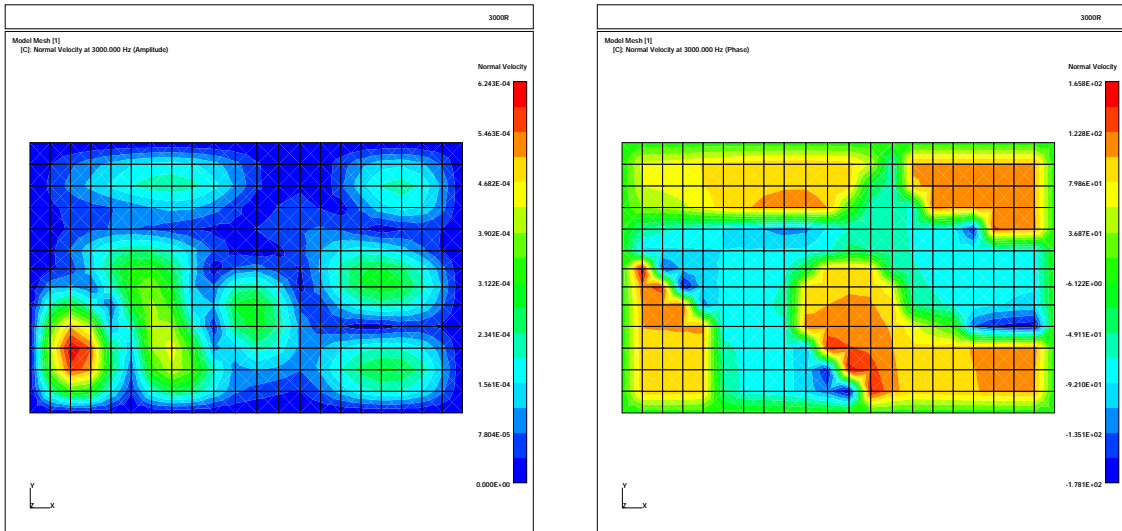 3000R
Model Mesh [1]
[C]: Normal Velocity at 3000.000 Hz (Amplitude)
Normal Velocity
6.243E-04
5.463E-04
4.682E-04
3.902E-04
3.122E-04
2.341E-04
1.561E-04
7.804E-05
0.000E+00
Y
Z X
3000R
Model Mesh [1]
[C]: Normal Velocity at 3000.000 Hz (Phase)
Normal Velocity
1.658E+02
1.228E+02
7.986E+01
3.687E+01
-6.122E+00
-4.911E+01
-9.210E+01
-1.351E+02
-1.781E+02
Y
Z X